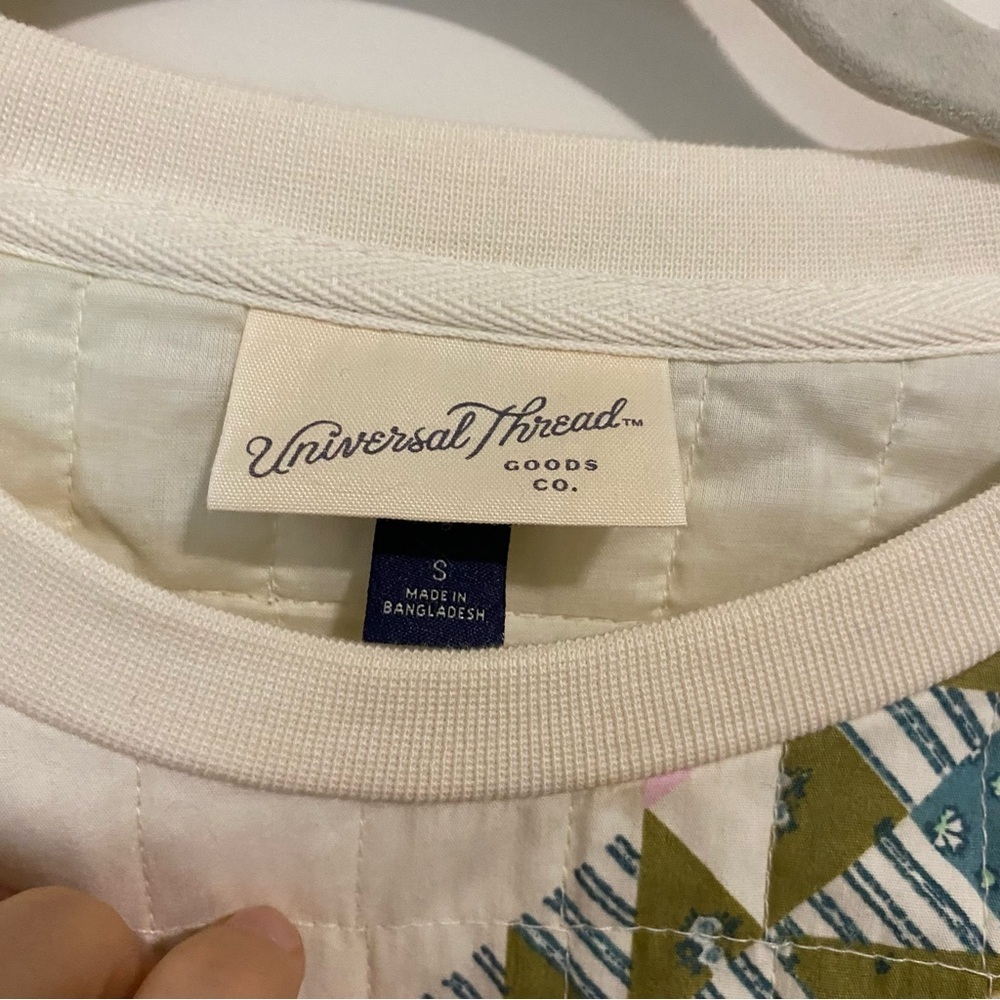 Universal Thread™
GOODS
CO.
S
MADE IN
BANGLADESH